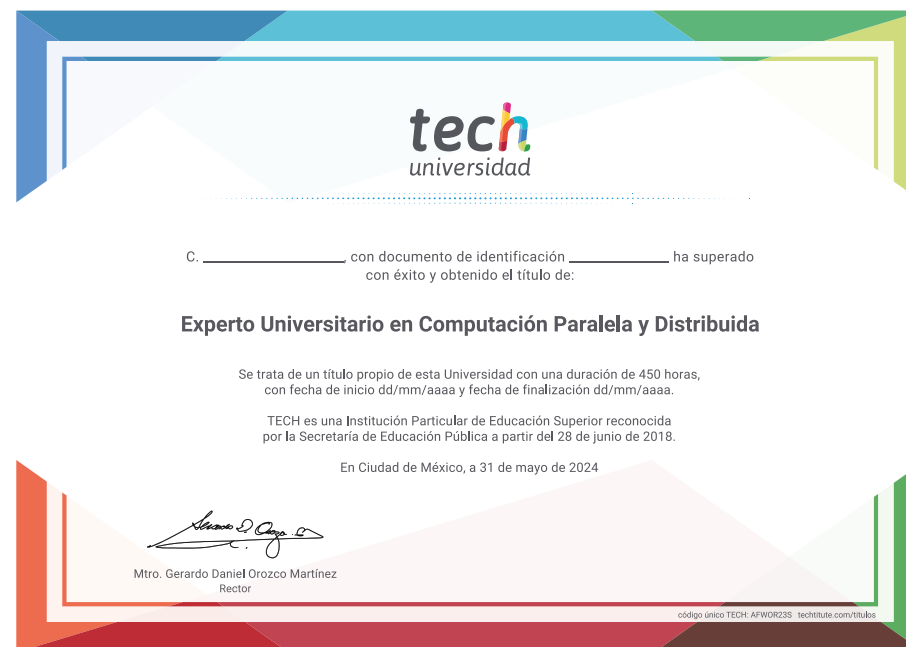 tech
universidad
C. ____________, con documento de identificación ____________ ha superado
con éxito y obtenido el título de:
Experto Universitario en Computación Paralela y Distribuida
Se trata de un título propio de esta Universidad con una duración de 450 horas,
con fecha de inicio dd/mm/aaaa y fecha de finalización dd/mm/aaaa.
TECH es una Institución Particular de Educación Superior reconocida
por la Secretaría de Educación Pública a partir del 28 de junio de 2018.
En Ciudad de México, a 31 de mayo de 2024
Mtro. Gerardo Daniel Orozco Martínez
Rector
código único TECH: AFWOR23S techtitute.com/titulos